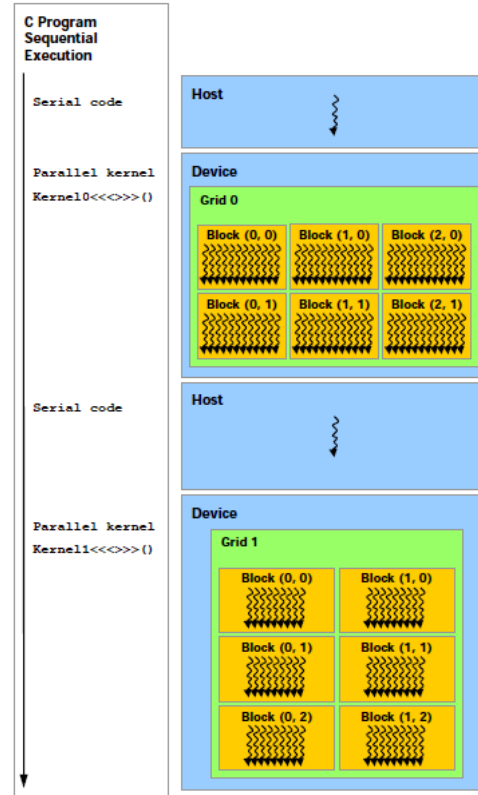 C Program
Sequential
Execution
Serial code
Host
Parallel kernel
Kernel0<<<>>>()
Device
Grid 0
Block (0, 0) Block (1, 0) Block (2, 0)
Block (0, 1) Block (1, 1) Block (2, 1)
Serial code
Host
Parallel kernel
Kernel1<<<>>>()
Device
Grid 1
Block (0, 0) Block (1, 0)
Block (0, 1) Block (1, 1)
Block (0, 2) Block (1, 2)